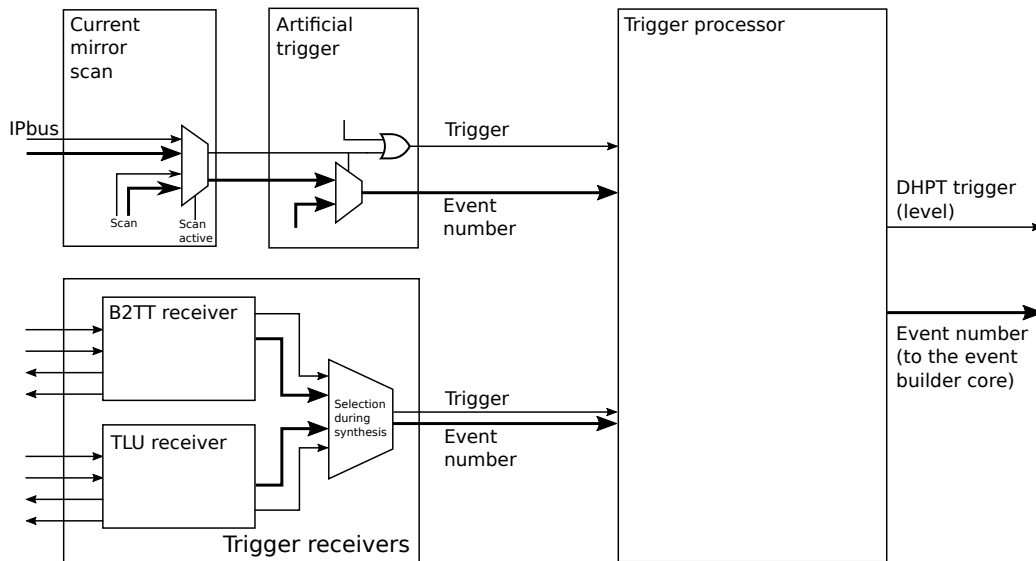 Current
mirror
scan
Artificial
trigger
Trigger processor
IPbus
Trigger
Scan
Scan
active
Event
number
DHPT trigger
(level)
B2TT receiver
Event number
(to the event
builder core)
Selection
during
synthesis
Trigger
Event
number
TLU receiver
Trigger receivers